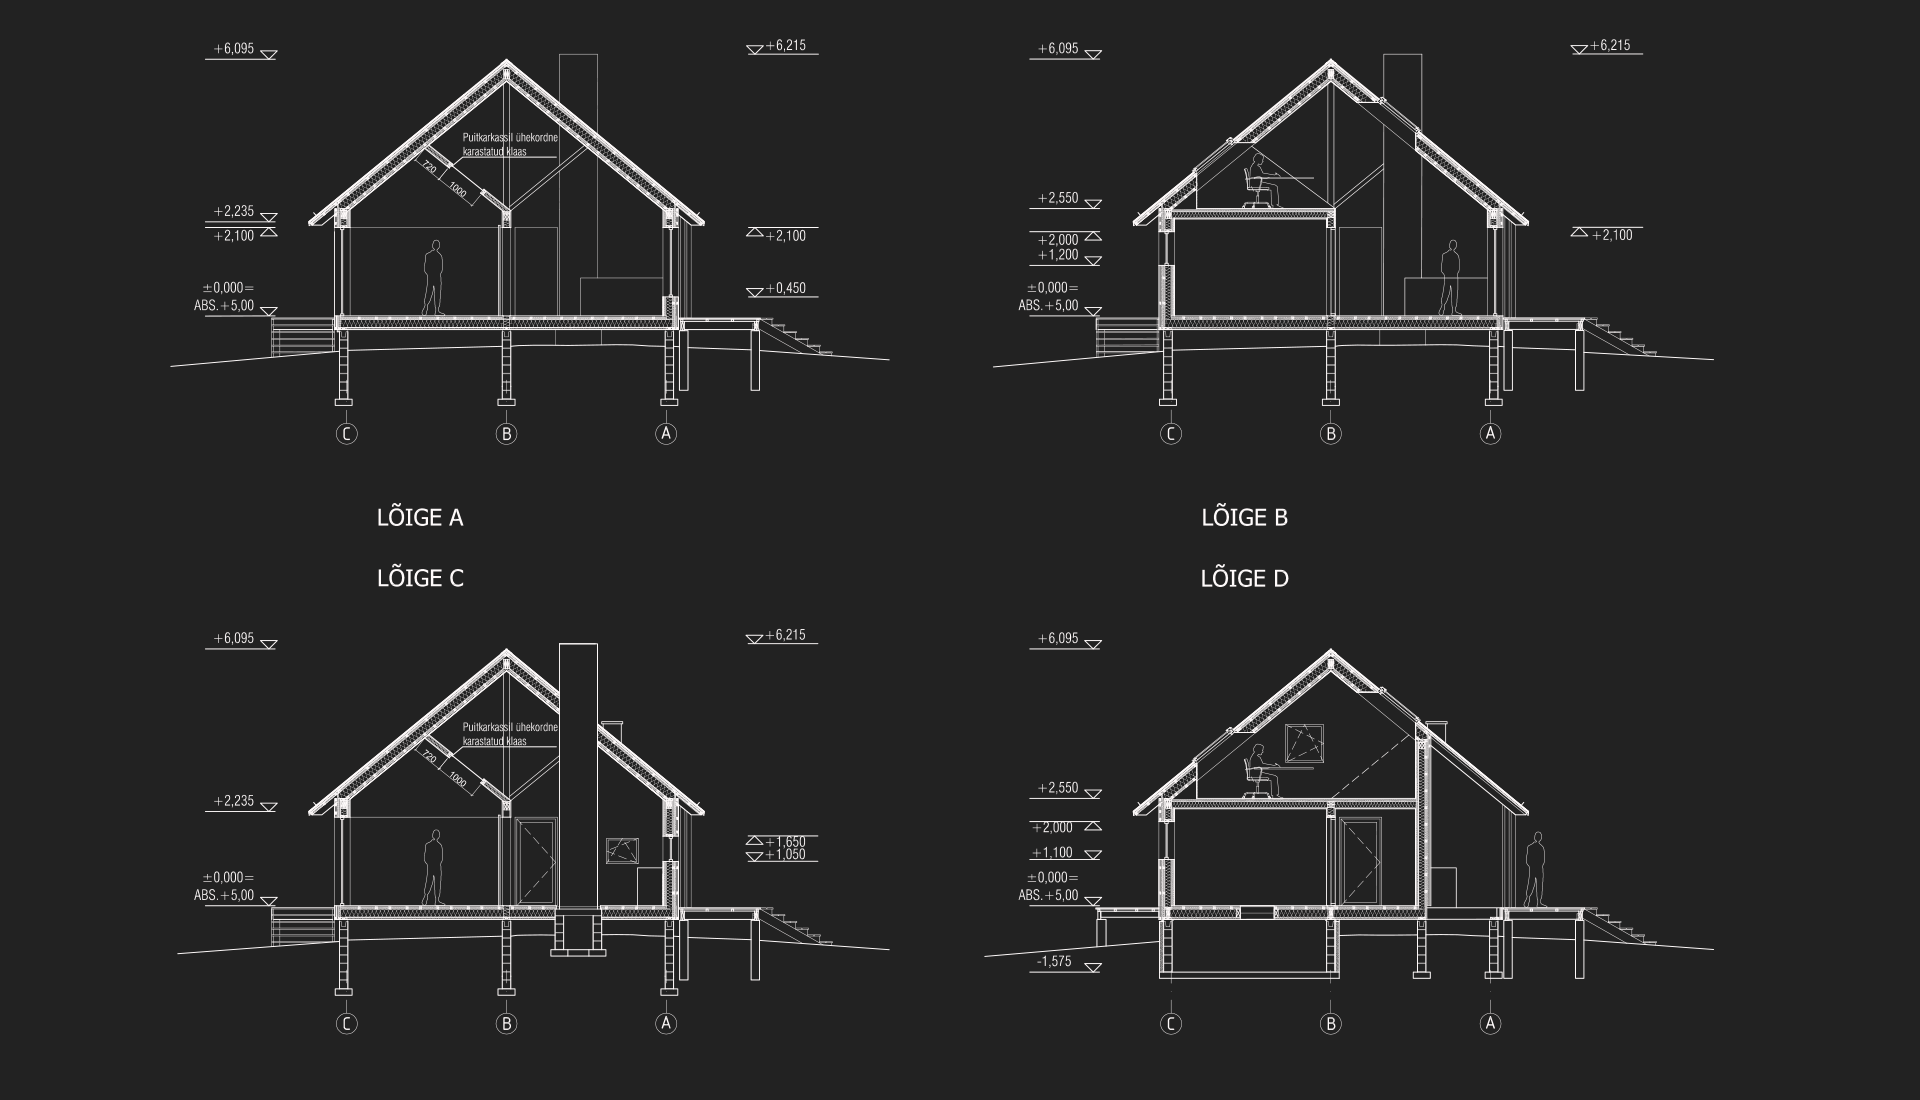 +6,095
+6,215
Puitkarkassil ühekordne
karastatud klaas
720
1000
+2,235
+2,100
+2,100
±0,000=
ABS.+5,00
+0,450
C
B
A
LÕIGE A
+6,095
+6,215
+2,550
+2,000
+1,200
+2,100
±0,000=
ABS.+5,00
C
B
A
LÕIGE B
LÕIGE C
+6,095
+6,215
Puitkarkassil ühekordne
karastatud klaas
720
1000
+2,235
+1,650
+1,050
±0,000=
ABS.+5,00
C
B
A
LÕIGE D
+6,095
+2,550
+2,000
+1,100
±0,000=
ABS.+5,00
-1,575
C
B
A